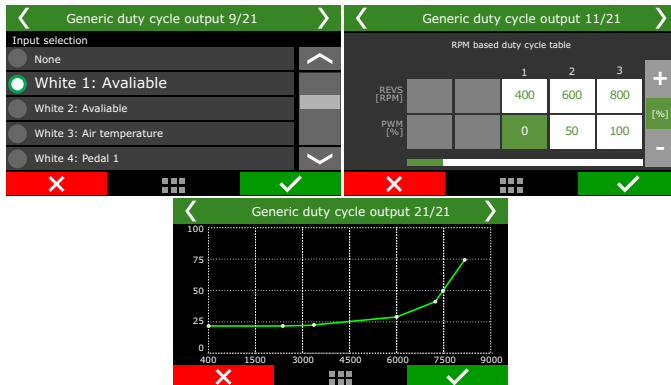 Generic duty cycle output 9/21
Input selection
None
White 1: Avaliable
White 2: Avaliable
White 3: Air temperature
White 4: Pedal 1
Generic duty cycle output 11/21
RPM based duty cycle table
1 2 3
REVS
[RPM]
400 600 800
PWM
[%]
0 50 100
+
[%]
-
Generic duty cycle output 21/21
100
75
50
25
0
400 1500 3000 4500 6000 7500 9000